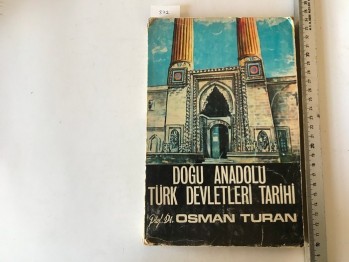 DOĞU ANADOLU
TÜRK DEVLETLERİ TARİHİ
Prof. Dr. OSMAN TURAN